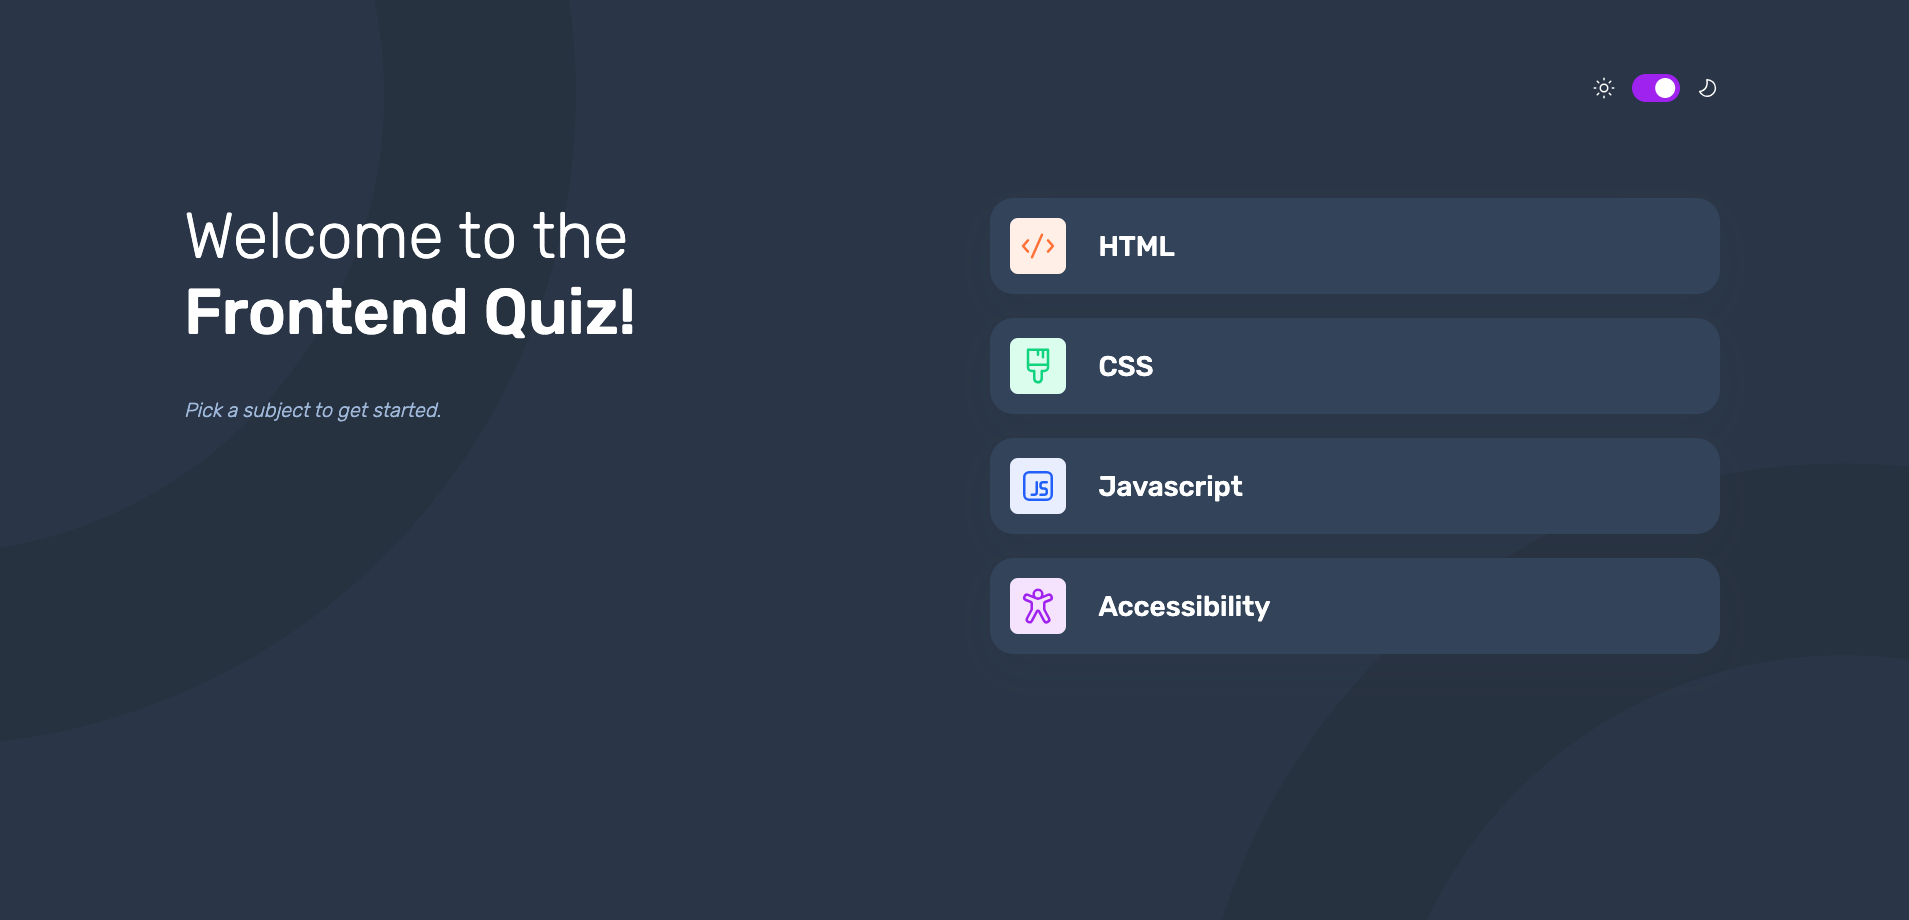 Welcome to the
Frontend Quiz!
Pick a subject to get started.
</> HTML
CSS
JS Javascript
Accessibility